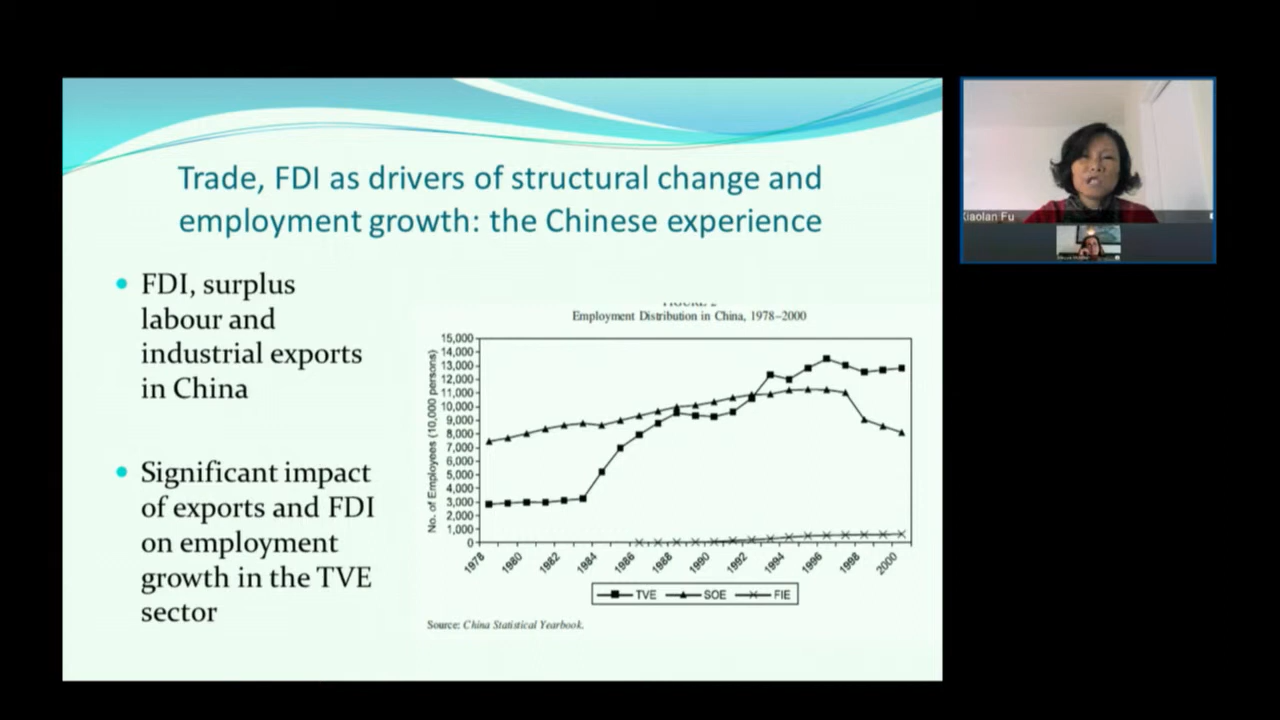 Trade, FDI as drivers of structural change and
employment growth: the Chinese experience
FDI, surplus
labour and
industrial exports
in China
Significant impact
of exports and FDI
on employment
growth in the TVE
sector
Employment Distribution in China, 1978–2000
No. of Employees (10,000 persons)
15,000
14,000
13,000
12,000
11,000
10,000
9,000
8,000
7,000
6,000
5,000
4,000
3,000
2,000
1,000
0
1978 1980 1982 1984 1986 1988 1990 1992 1994 1996 1998 2000
TVE SOE FIE
Source: China Statistical Yearbook.
Xiaolan Fu